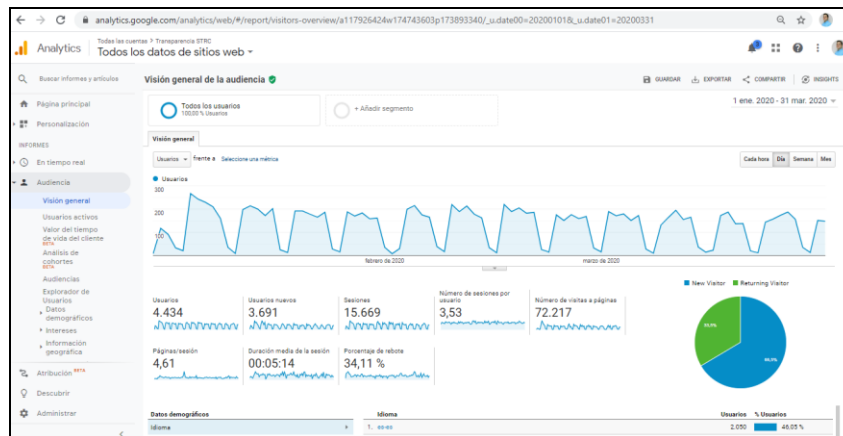 analytics.google.com/analytics/web/#/report/visitors-overview/a117926424w174743603p173893340/_u.date00=20200101&_u.date01=20200331
Analytics
Todas las cuentas > Transparencia STRC
Todos los datos de sitios web
Buscar informes y artículos
Visión general de la audiencia
GUARDAR
EXPORTAR
COMPARTIR
INSIGHTS
Página principal
Personalización
INFORMES
En tiempo real
Audiencia
Visión general
Usuarios activos
Valor del tiempo
de vida del cliente
BETA
Análisis de
cohortes
BETA
Audiencias
Explorador de
Usuarios
Datos
demográficos
Intereses
Información
geográfica
Atribución BETA
Descubrir
Administrar
Todos los usuarios
100,00 % Usuarios
+ Añadir segmento
1 ene. 2020 - 31 mar. 2020
Visión general
Usuarios frente a Seleccione una métrica
Cada hora Día Semana Mes
Usuarios
300
200
100
febrero de 2020 marzo de 2020
New Visitor Returning Visitor
Usuarios
4.434
Usuarios nuevos
3.691
Sesiones
15.669
Número de sesiones por
usuario
3,53
Número de visitas a páginas
72.217
Páginas/sesión
4,61
Duración media de la sesión
00:05:14
Porcentaje de rebote
34,11 %
Datos demográficos
Idioma
Idioma Usuarios % Usuarios
1. es-es 2.050 46,05 %